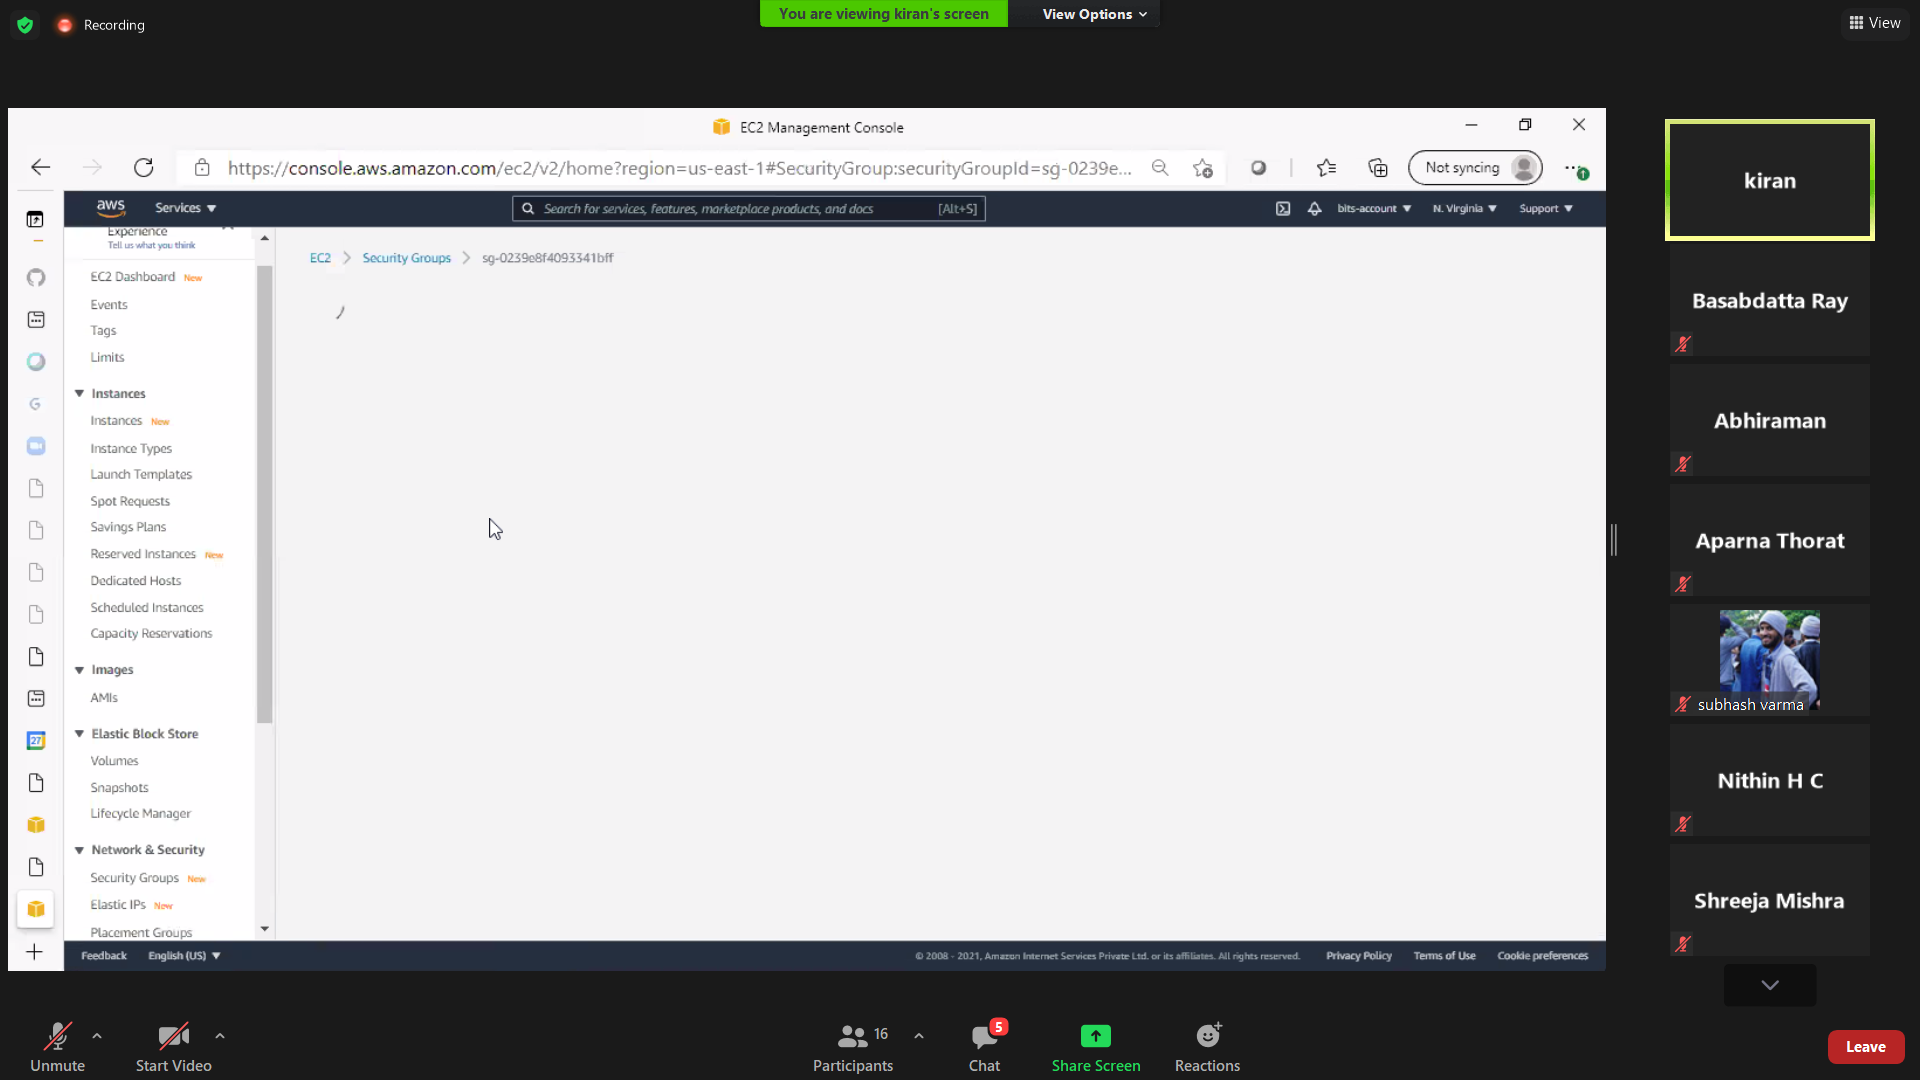 Recording
You are viewing kiran's screen
View Options
View
EC2 Management Console
https://console.aws.amazon.com/ec2/v2/home?region=us-east-1#SecurityGroup:securityGroupId=sg-0239e...
Not syncing
aws
Services
Search for services, features, marketplace products, and docs
[Alt+S]
bits-account
N. Virginia
Support
Experience
Tell us what you think
EC2 Dashboard New
Events
Tags
Limits
Instances
Instances New
Instance Types
Launch Templates
Spot Requests
Savings Plans
Reserved Instances New
Dedicated Hosts
Scheduled Instances
Capacity Reservations
Images
AMIs
Elastic Block Store
Volumes
Snapshots
Lifecycle Manager
Network & Security
Security Groups New
Elastic IPs New
Placement Groups
EC2
Security Groups
sg-0239e8f4093341bff
27
Feedback
English (US)
© 2008 - 2021, Amazon Internet Services Private Ltd. or its affiliates. All rights reserved.
Privacy Policy
Terms of Use
Cookie preferences
kiran
Basabdatta Ray
Abhiraman
Aparna Thorat
subhash varma
Nithin H C
Shreeja Mishra
Unmute
Start Video
16
Participants
5
Chat
Share Screen
Reactions
Leave